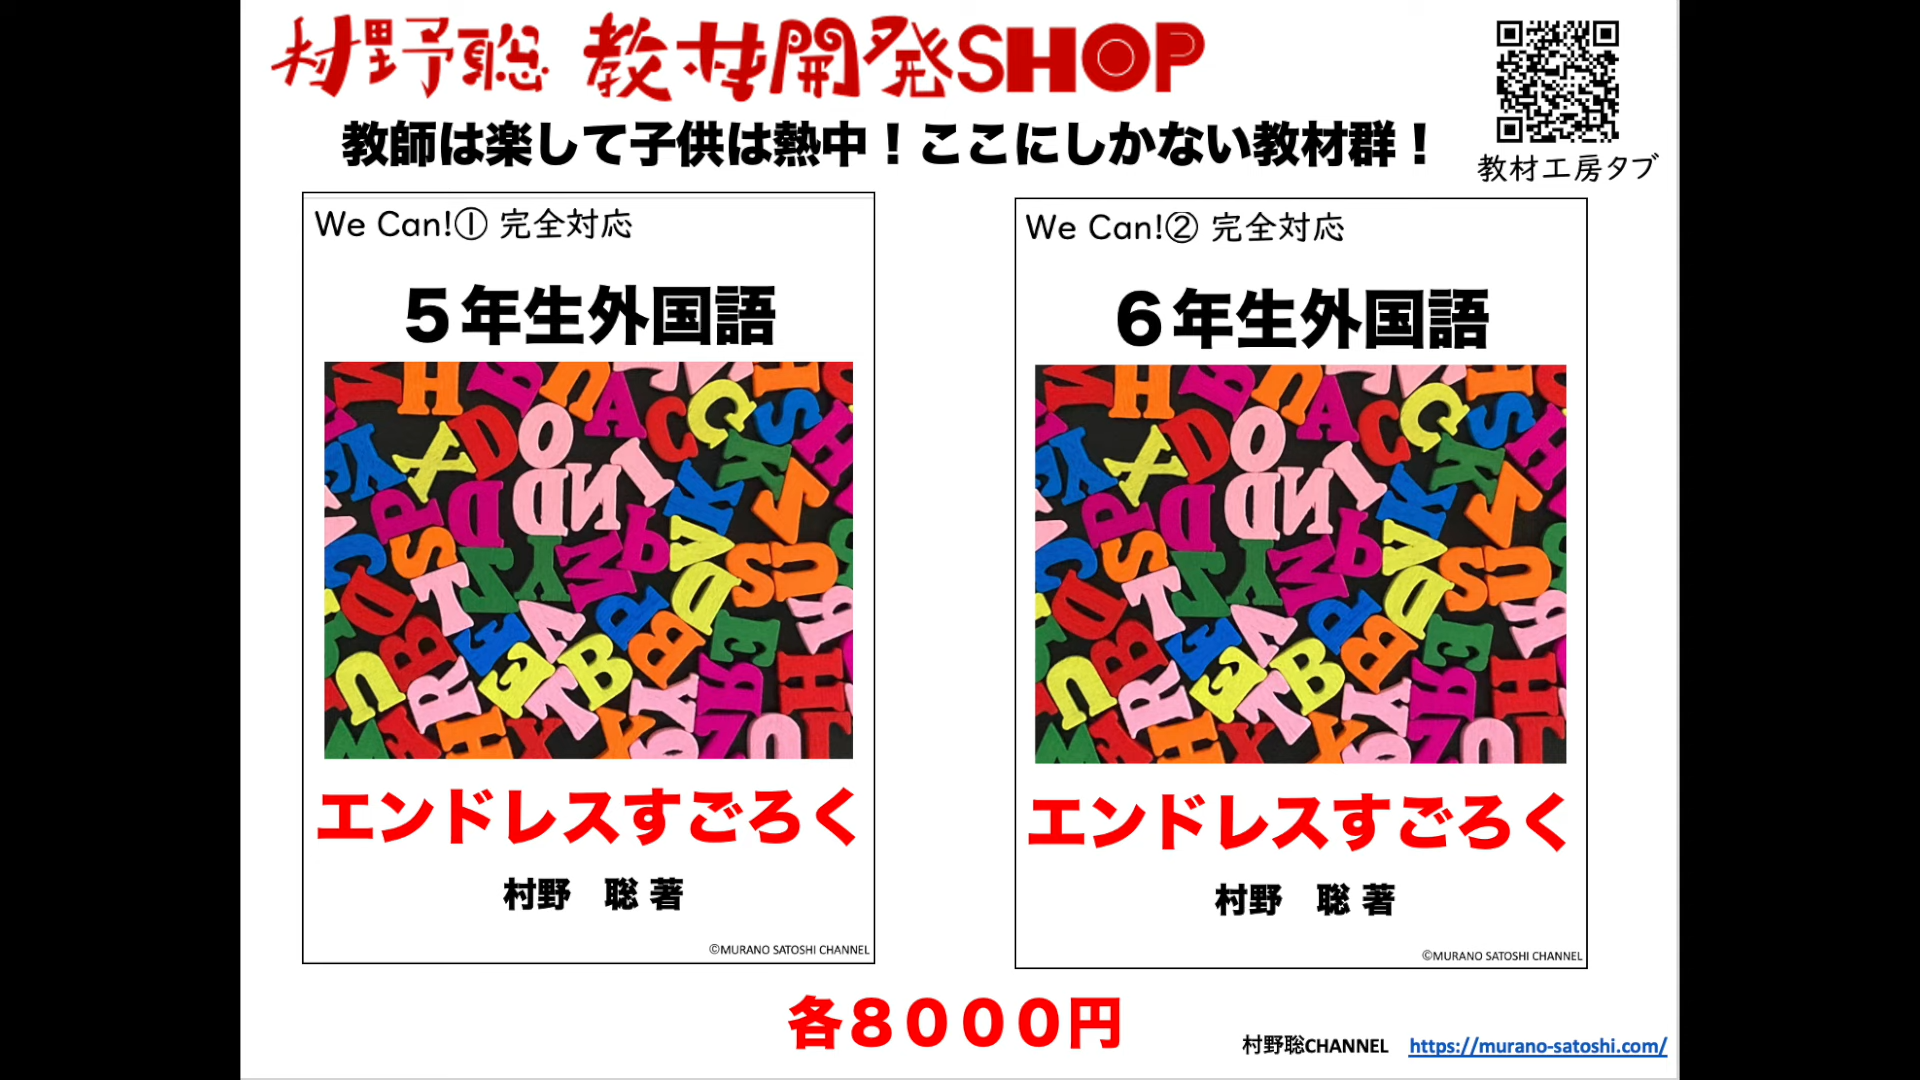 村野聡 教材開発SHOP
教師は楽して子供は熱中！ここにしかない教材群！
教材工房タブ
We Can!① 完全対応
５年生外国語
エンドレスすごろく
村野　聡 著
©MURANO SATOSHI CHANNEL
We Can!② 完全対応
６年生外国語
エンドレスすごろく
村野　聡 著
©MURANO SATOSHI CHANNEL
各８０００円
村野聡CHANNEL https://murano-satoshi.com/